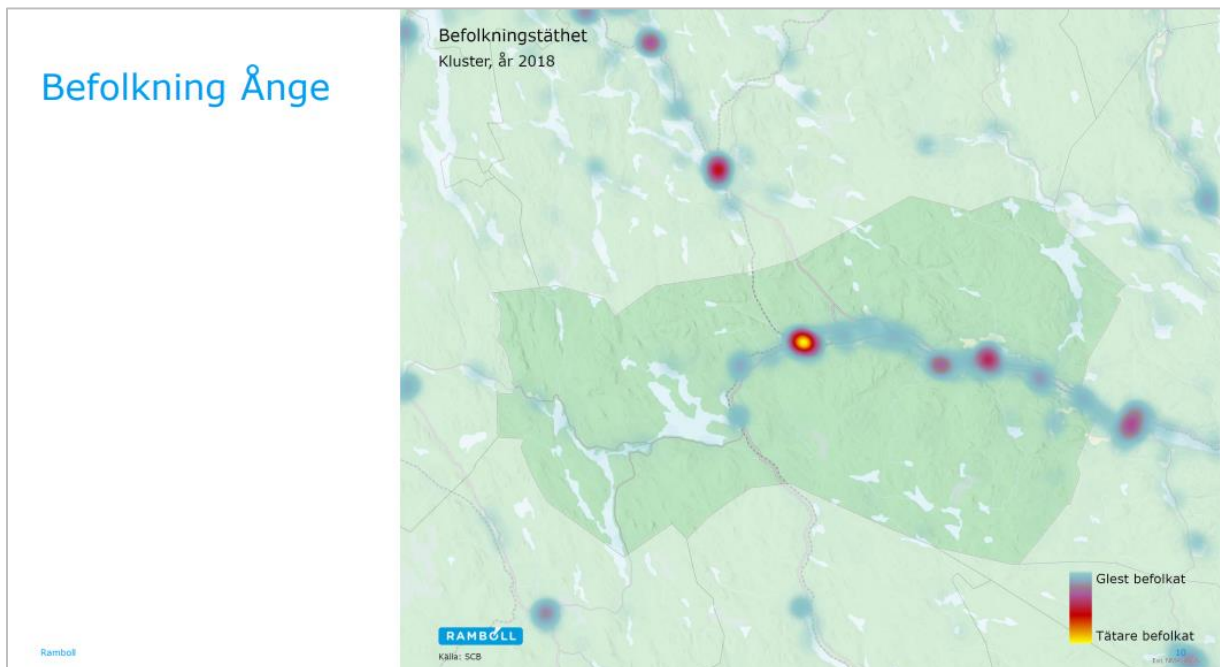 Befolkning Ånge
Befolkningstäthet
Kluster, år 2018
Glest befolkat
Tätare befolkat
RAMBOLL
Källa: SCB
Ramboll
10